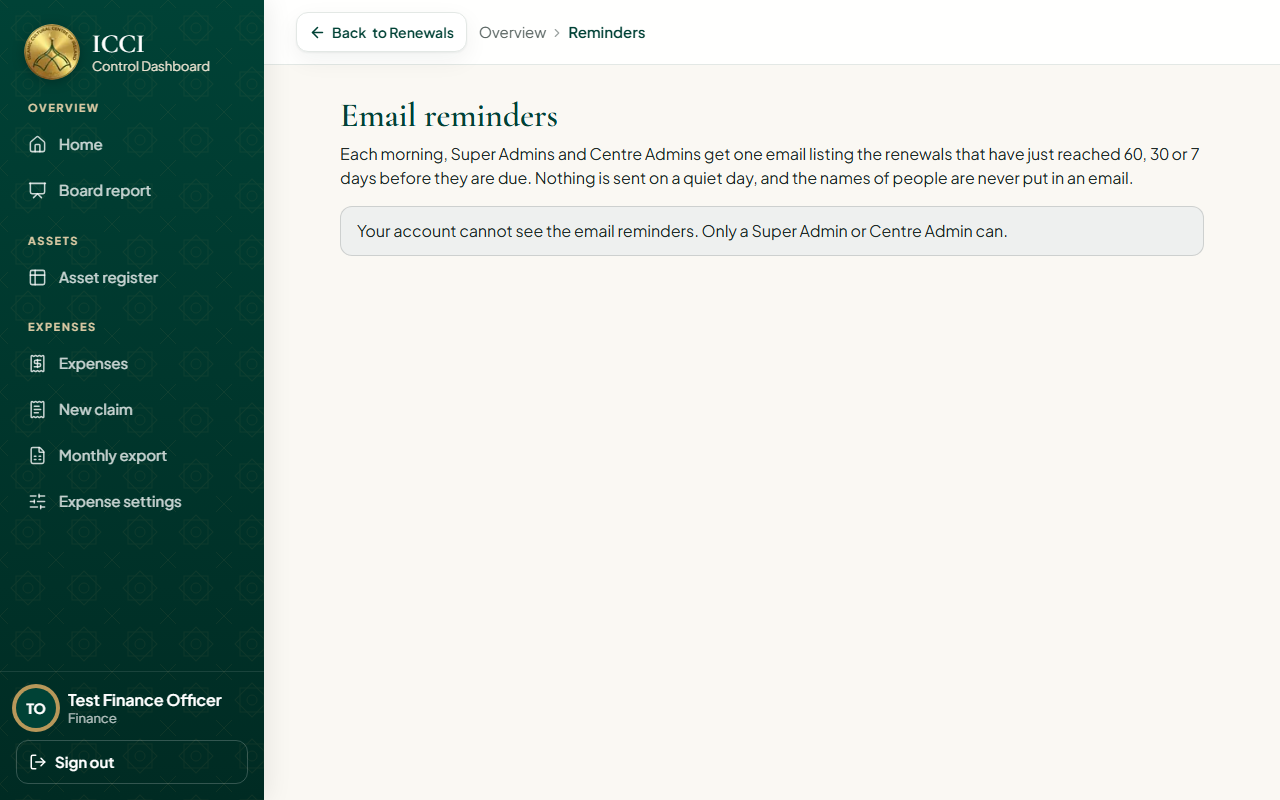 ICCI
Control Dashboard
OVERVIEW
Home
Board report
ASSETS
Asset register
EXPENSES
Expenses
New claim
Monthly export
Expense settings
TO
Test Finance Officer
Finance
Sign out
Back to Renewals
Overview
Reminders
Email reminders
Each morning, Super Admins and Centre Admins get one email listing the renewals that have just reached 60, 30 or 7
days before they are due. Nothing is sent on a quiet day, and the names of people are never put in an email.
Your account cannot see the email reminders. Only a Super Admin or Centre Admin can.